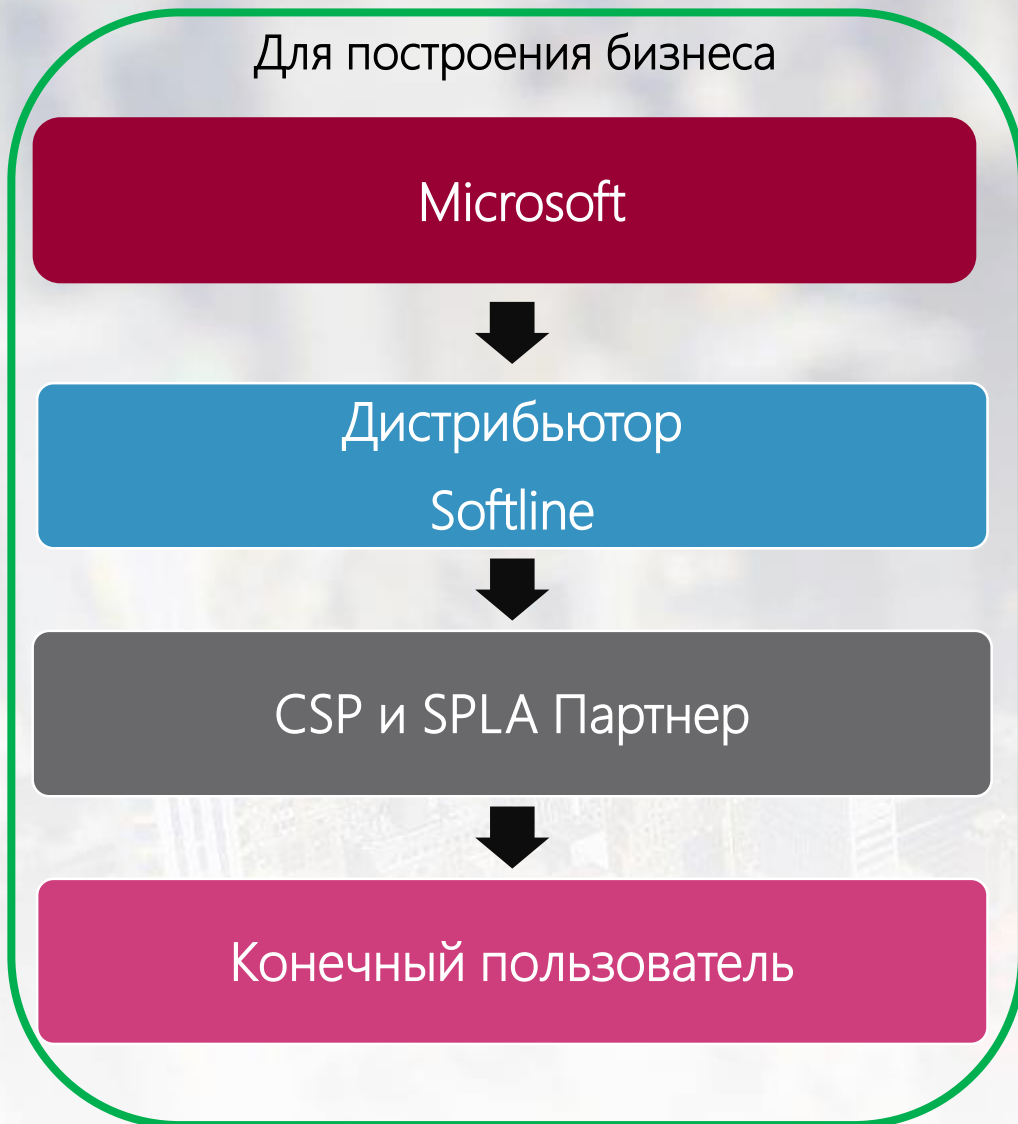 Для построения бизнеса
Microsoft
Дистрибьютор
Softline
CSP и SPLA Партнер
Конечный пользователь